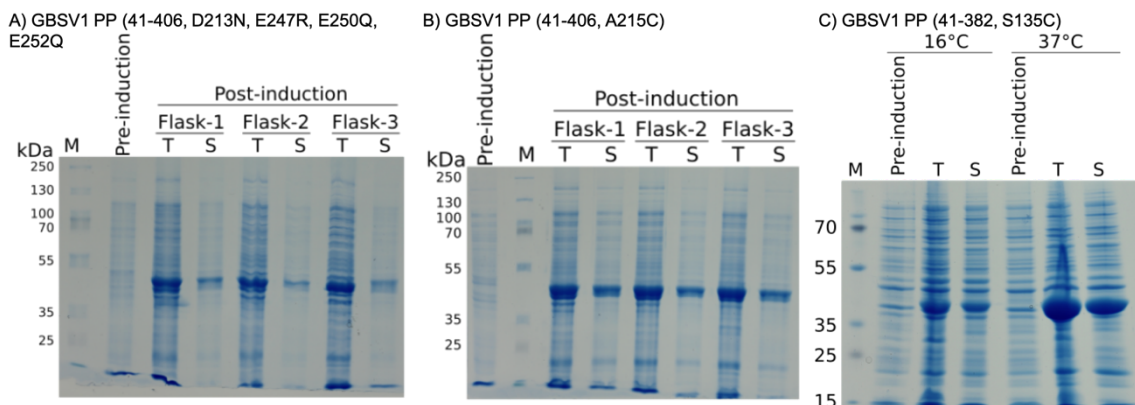 A) GBSV1 PP (41-406, D213N, E247R, E250Q,
E252Q
Pre-induction
Post-induction
Flask-1 Flask-2 Flask-3
kDa M T S T S T S
250
130
100
70
55
35
25
B) GBSV1 PP (41-406, A215C)
Pre-induction
Post-induction
Flask-1 Flask-2 Flask-3
kDa M T S T S T S
250
130
100
70
55
35
25
C) GBSV1 PP (41-382, S135C)
16°C 37°C
M Pre-induction T S Pre-induction T S
70
55
35
25
15